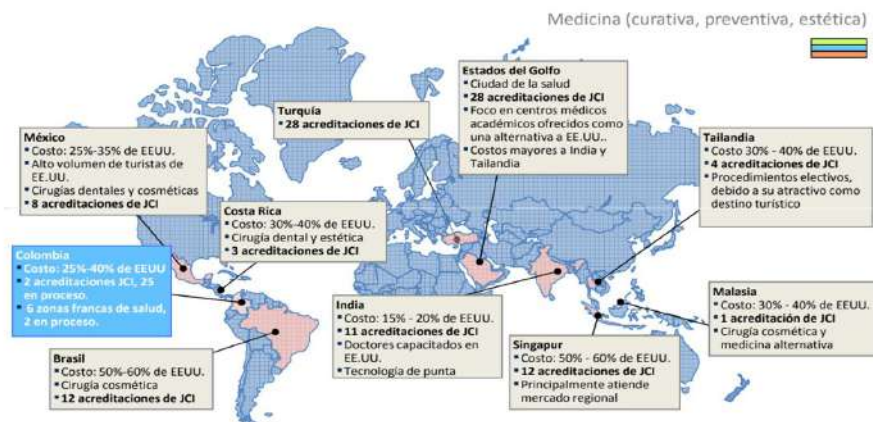 Medicina (curativa, preventiva, estética)
Estados del Golfo
▪ Ciudad de la salud
▪ 28 acreditaciones de JCI
▪ Foco en centros médicos
académicos ofrecidos como
una alternativa a EE.UU..
▪ Costos mayores a India y
Tailandia
Turquía
▪ 28 acreditaciones de JCI
México
▪ Costo: 25%-35% de EEUU.
▪ Alto volumen de turistas de
EE.UU.
▪ Cirugías dentales y cosméticas
▪ 8 acreditaciones de JCI
Tailandia
▪ Costo 30% - 40% de EEUU.
▪ 4 acreditaciones de JCI
▪ Procedimientos electivos,
debido a su atractivo como
destino turístico
Costa Rica
▪ Costo: 30%-40% de EEUU.
▪ Cirugía dental y estética
▪ 3 acreditaciones de JCI
Colombia
▪ Costo: 25%-40% de EEUU
▪ 2 acreditaciones JCI, 25
en proceso.
▪ 6 zonas francas de salud,
2 en proceso.
India
▪ Costo: 15% - 20% de EEUU.
▪ 11 acreditaciones de JCI
▪ Doctores capacitados en
EE.UU.
▪ Tecnología de punta
Malasia
▪ Costo: 30% - 40% de EEUU.
▪ 1 acreditación de JCI
▪ Cirugía cosmética y
medicina alternativa
Singapur
▪ Costo: 50% - 60% de EEUU.
▪ 12 acreditaciones de JCI
▪ Principalmente atiende
mercado regional
Brasil
▪ Costo: 50%-60% de EEUU.
▪ Cirugía cosmética
▪ 12 acreditaciones de JCI